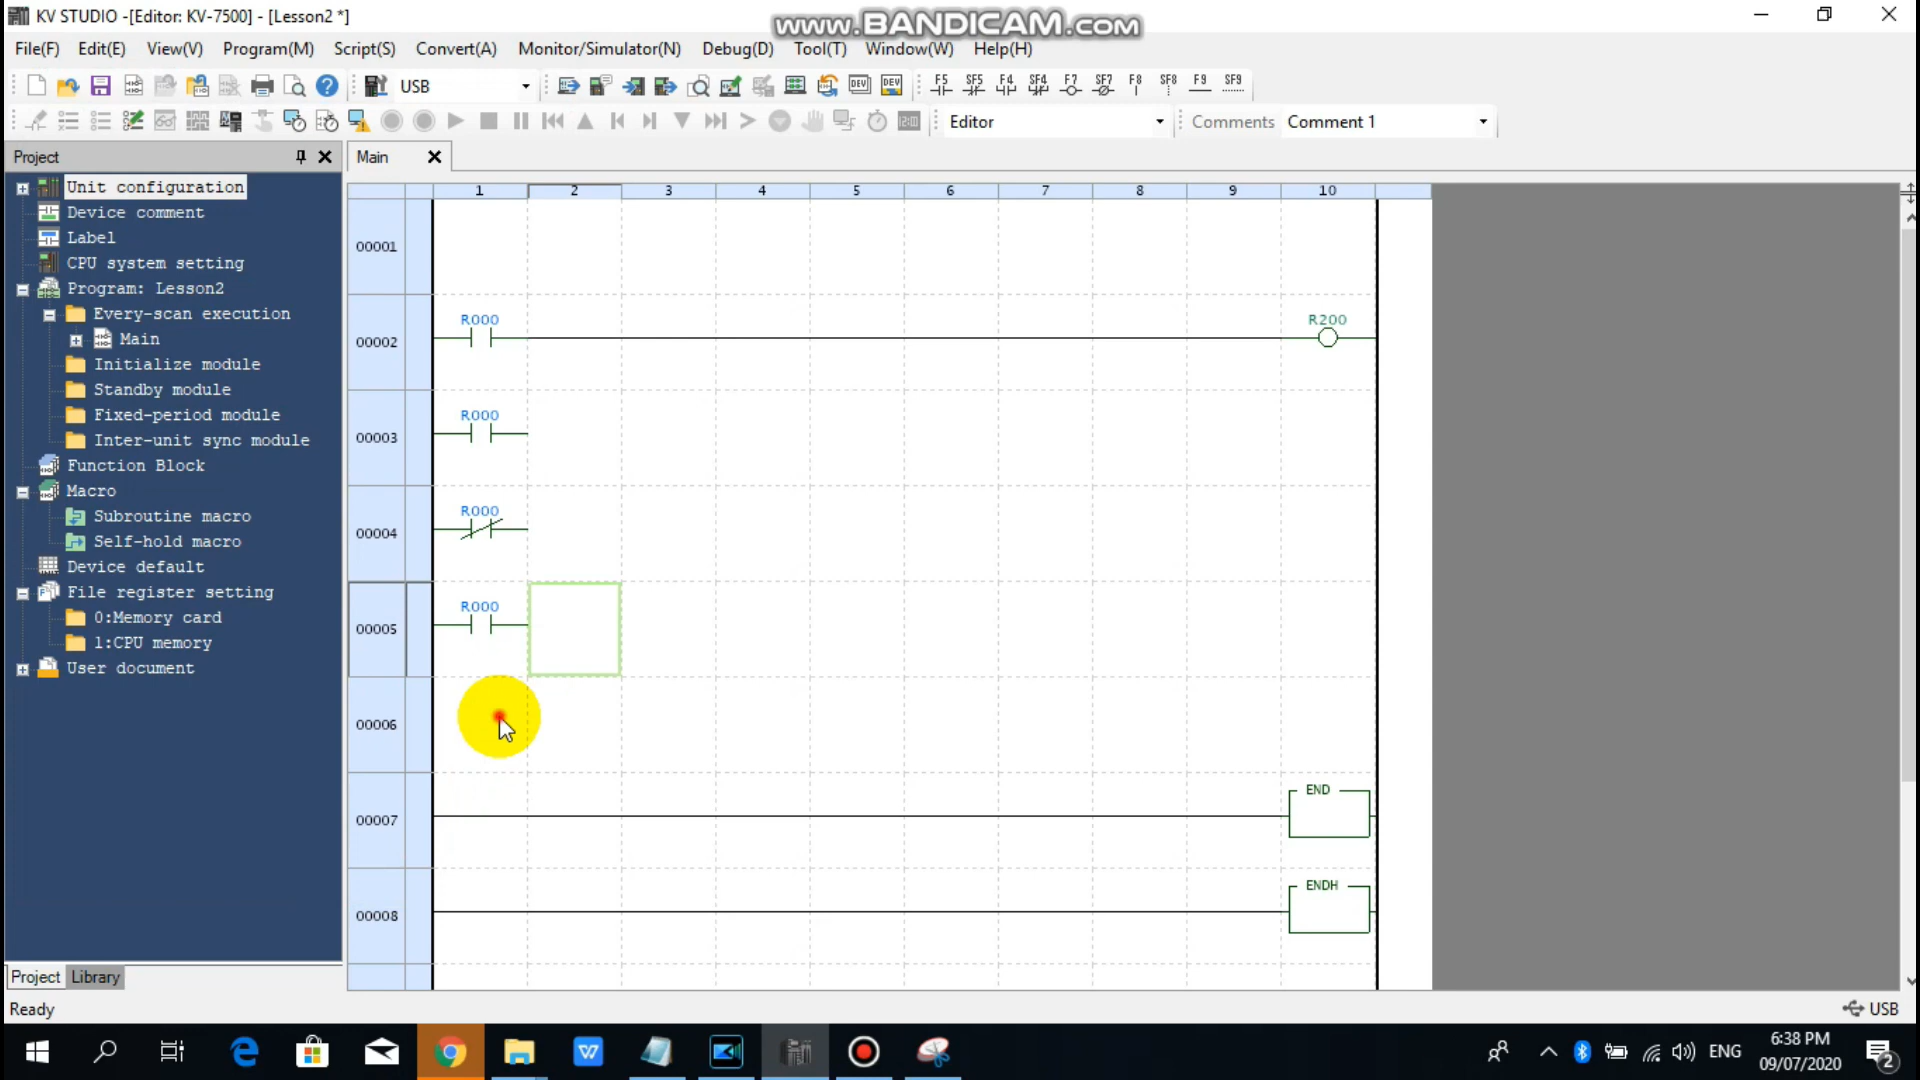 KV STUDIO -[Editor: KV-7500] - [Lesson2 *]
www.BANDICAM.com
File(F) Edit(E) View(V) Program(M) Script(S) Convert(A) Monitor/Simulator(N) Debug(D) Tool(T) Window(W) Help(H)
USB DEV DEV F5 SF5 F4 SF4 F7 SF7 F8 SF8 F9 SF9
Editor Comments Comment 1
Project Main
1 2 3 4 5 6 7 8 9 10
Unit configuration
Device comment
Label
CPU system setting
Program: Lesson2
Every-scan execution
Main
Initialize module
Standby module
Fixed-period module
Inter-unit sync module
Function Block
Macro
Subroutine macro
Self-hold macro
Device default
File register setting
0:Memory card
1:CPU memory
User document
Project Library
00001
R000 R200
00002
R000
00003
R000
00004
R000
00005
00006
END
00007
ENDH
00008
Ready USB
ENG 6:38 PM
09/07/2020
2